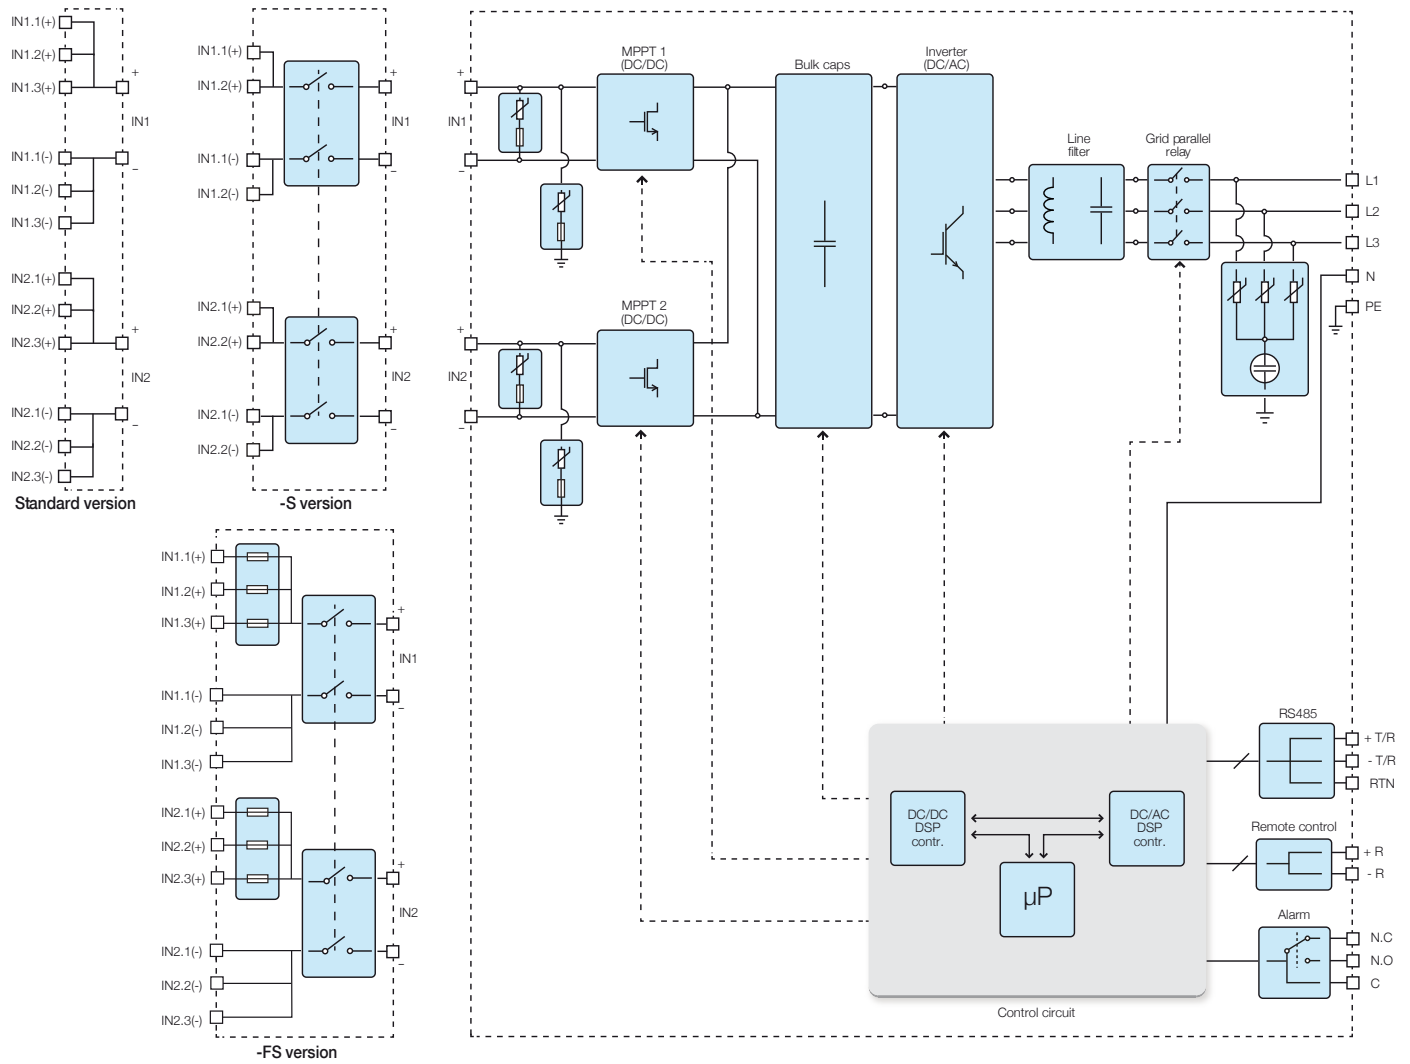 IN1.1(+)
IN1.2(+)
IN1.3(+)
+
IN1
IN1.1(-)
−
IN1.2(-)
IN1.3(-)
IN2.1(+)
IN2.2(+)
+
IN2.3(+)
IN2
IN2.1(-)
−
IN2.2(-)
IN2.3(-)
Standard version
IN1.1(+)
+
IN1.2(+)
IN1
IN1.1(-)
−
IN1.2(-)
IN2.1(+)
+
IN2.2(+)
IN2
IN2.1(-)
−
IN2.2(-)
-S version
IN1.1(+)
IN1.2(+)
+
IN1.3(+)
IN1
IN1.1(-)
−
IN1.2(-)
IN1.3(-)
IN2.1(+)
IN2.2(+)
+
IN2.3(+)
IN2
IN2.1(-)
−
IN2.2(-)
IN2.3(-)
-FS version
+
IN1
−
+
IN2
−
MPPT 1
(DC/DC)
MPPT 2
(DC/DC)
Bulk caps
Inverter
(DC/AC)
Line
filter
Grid parallel
relay
L1
L2
L3
N
PE
DC/DC
DSP
contr.
DC/AC
DSP
contr.
µP
Control circuit
RS485
+ T/R
- T/R
RTN
Remote control
+ R
- R
Alarm
N.C
N.O
C